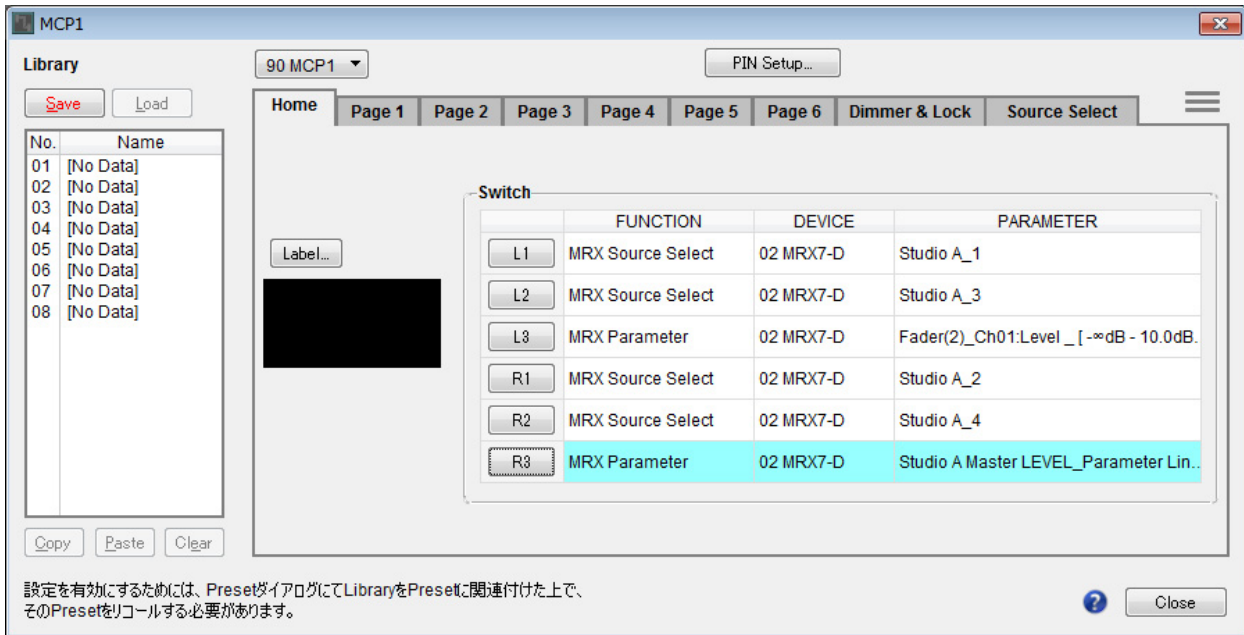 MCP1
Library
90 MCP1
PIN Setup...
Save Load
Home Page 1 Page 2 Page 3 Page 4 Page 5 Page 6 Dimmer & Lock Source Select
No. Name
01 [No Data]
02 [No Data]
03 [No Data]
04 [No Data]
05 [No Data]
06 [No Data]
07 [No Data]
08 [No Data]
Label...
Switch
FUNCTION DEVICE PARAMETER
L1 MRX Source Select 02 MRX7-D Studio A_1
L2 MRX Source Select 02 MRX7-D Studio A_3
L3 MRX Parameter 02 MRX7-D Fader(2)_Ch01:Level _ [ -∞dB - 10.0dB.
R1 MRX Source Select 02 MRX7-D Studio A_2
R2 MRX Source Select 02 MRX7-D Studio A_4
R3 MRX Parameter 02 MRX7-D Studio A Master LEVEL_Parameter Lin..
Copy Paste Clear
設定を有効にするためには、PresetダイアログにてLibraryをPresetに関連付けた上で、
そのPresetをリコールする必要があります。
? Close